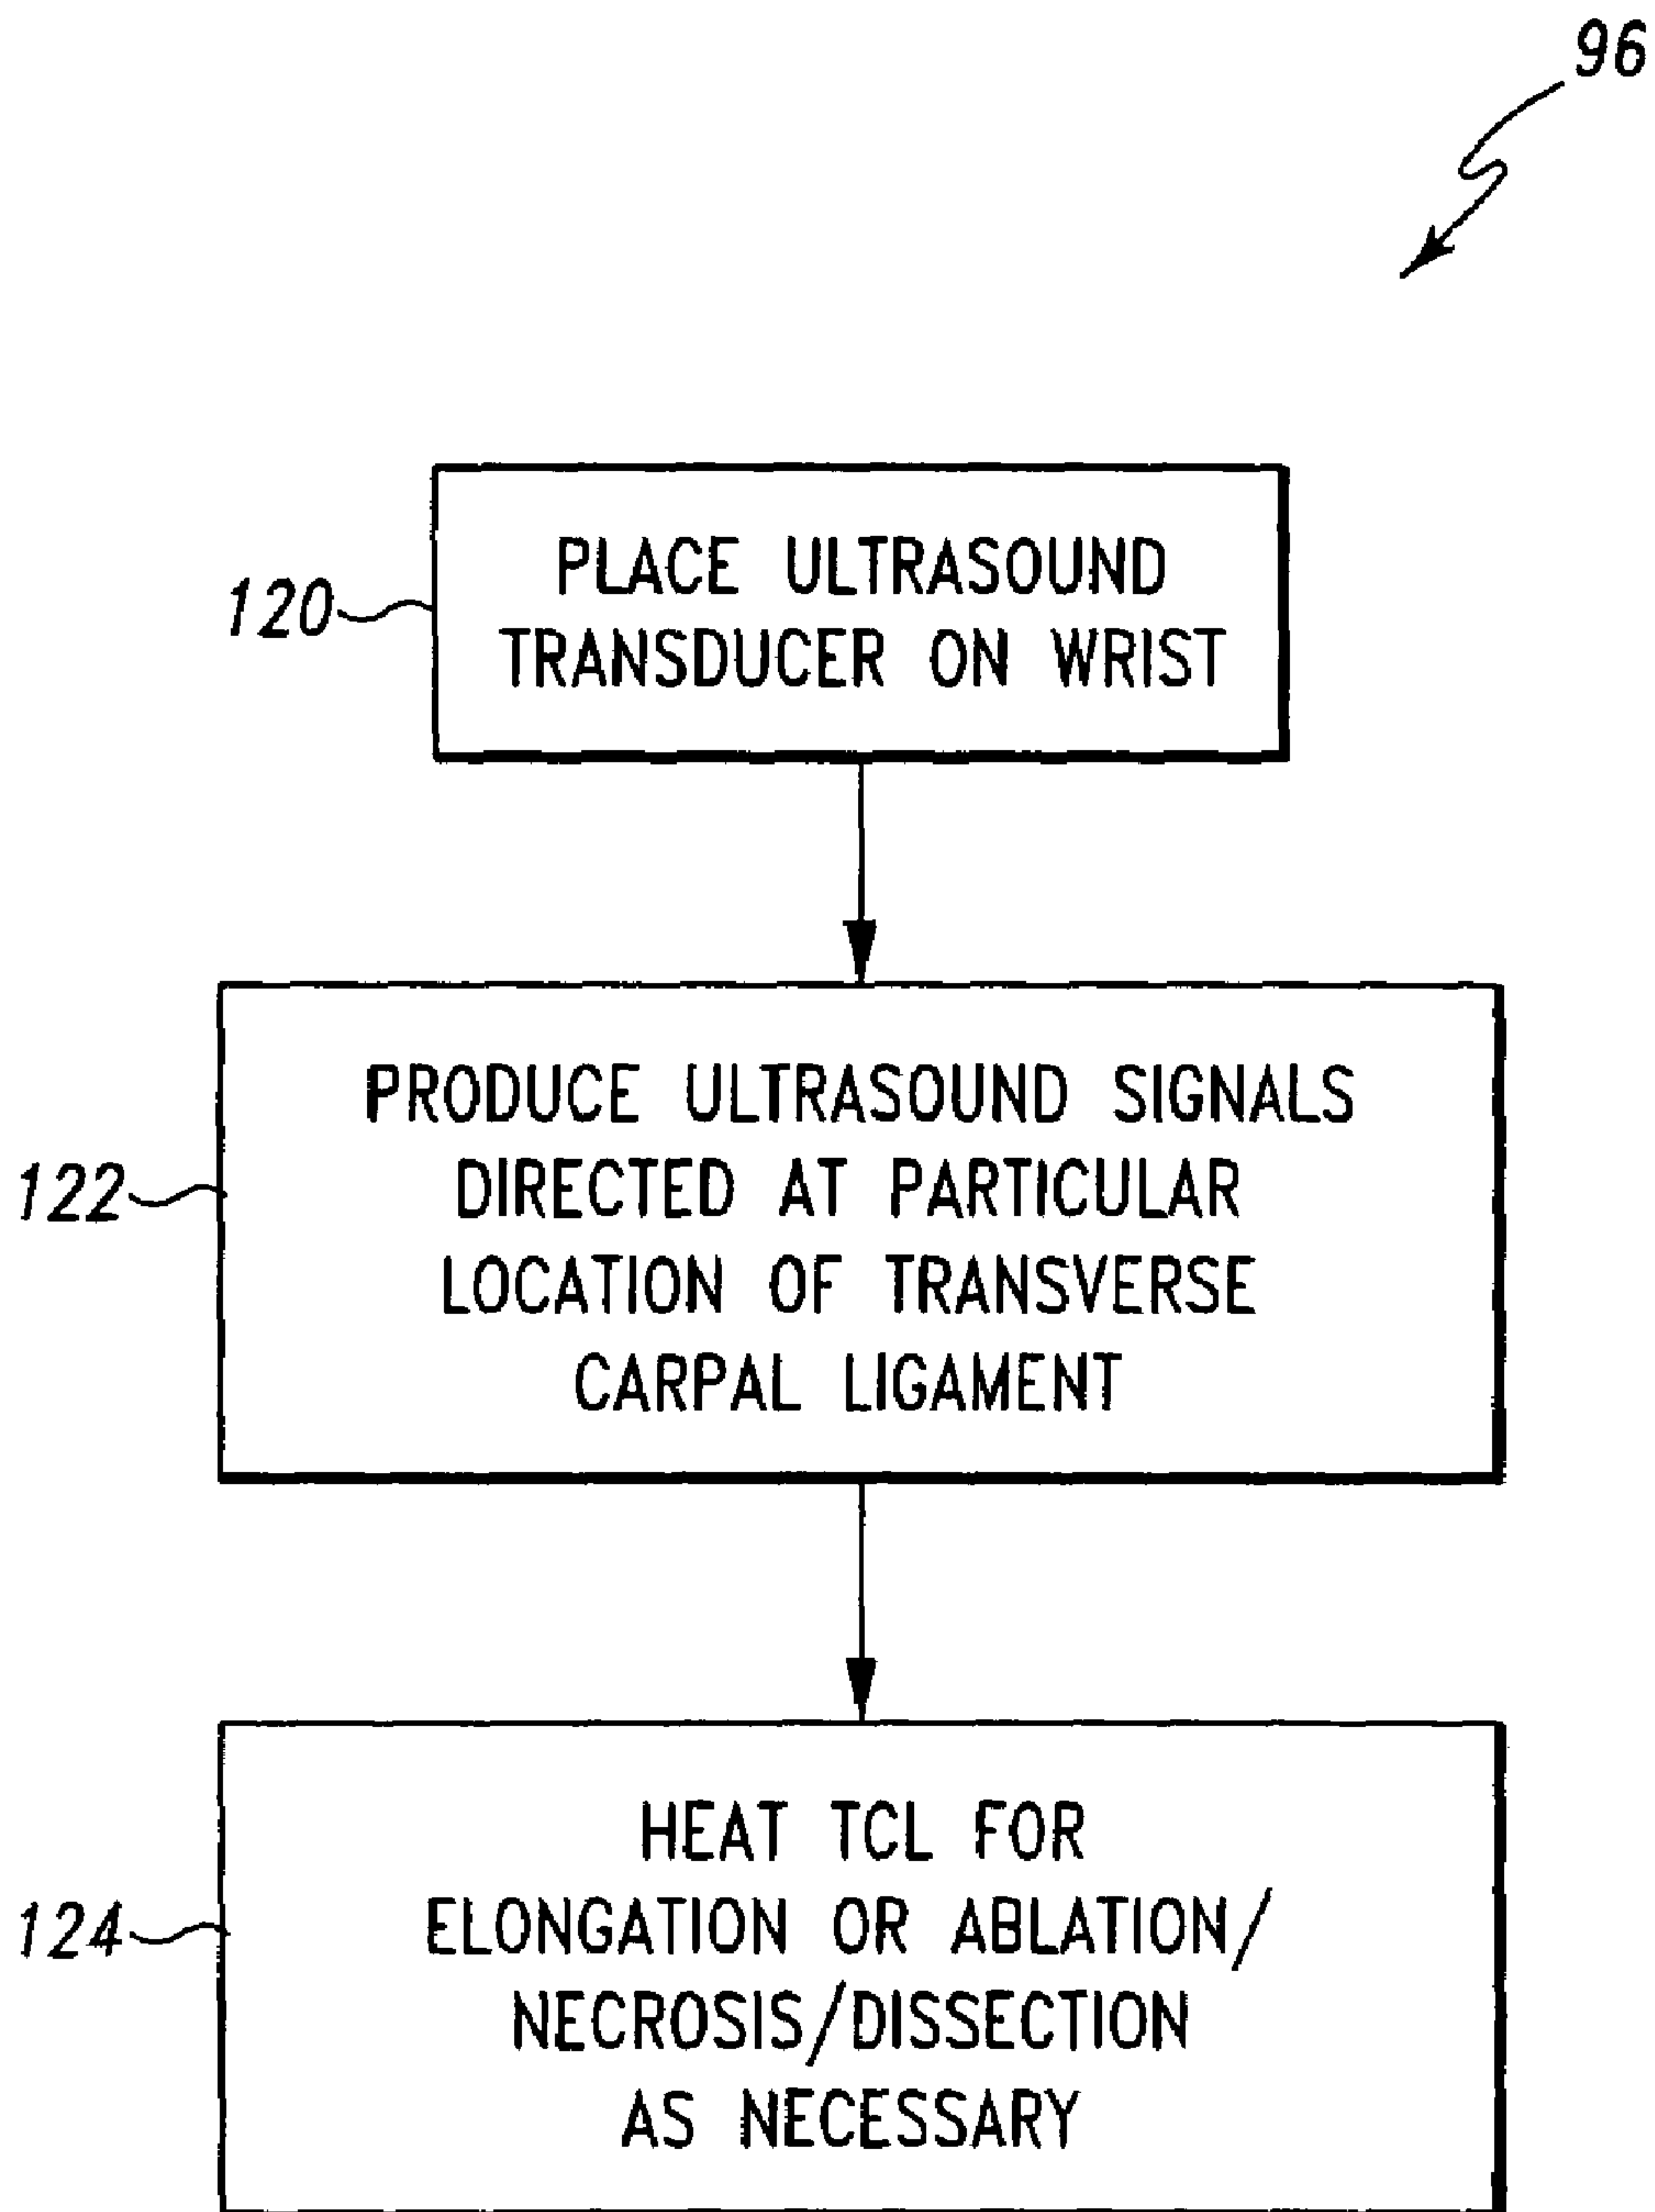 96
120
PLACE ULTRASOUND
TRANSDUCER ON WRIST
122
PRODUCE ULTRASOUND SIGNALS
DIRECTED AT PARTICULAR
LOCATION OF TRANSVERSE
CARPAL LIGAMENT
124
HEAT TCL FOR
ELONGATION OR ABLATION/
NECROSIS/DISSECTION
AS NECESSARY